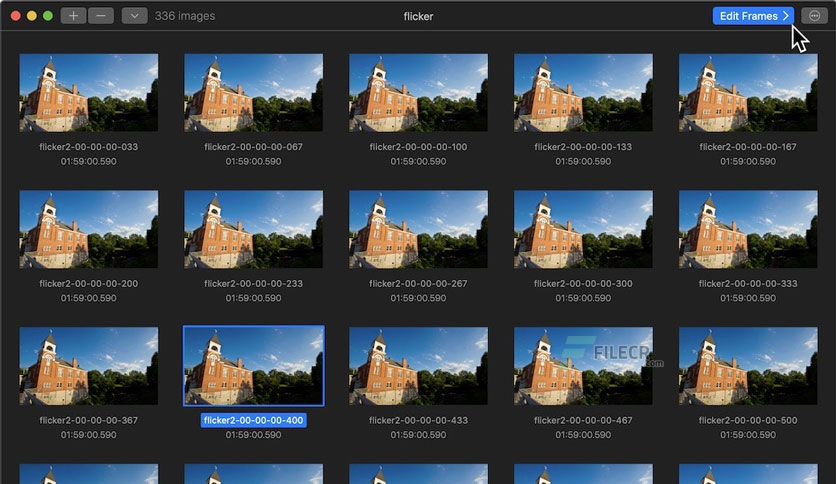 336 images
flicker
Edit Frames
flicker2-00-00-00-033
flicker2-00-00-00-067
flicker2-00-00-00-100
flicker2-00-00-00-133
flicker2-00-00-00-167
01:59:00.590
01:59:00.590
01:59:00.590
01:59:00.590
01:59:00.590
flicker2-00-00-00-200
flicker2-00-00-00-233
flicker2-00-00-00-267
flicker2-00-00-00-300
flicker2-00-00-00-333
01:59:00.590
01:59:00.590
01:59:00.590
01:59:00.590
01:59:00.590
FILECR
.com
flicker2-00-00-00-367
flicker2-00-00-00-400
flicker2-00-00-00-433
flicker2-00-00-00-467
flicker2-00-00-00-500
01:59:00.590
01:59:00.590
01:59:00.590
01:59:00.590
01:59:00.590